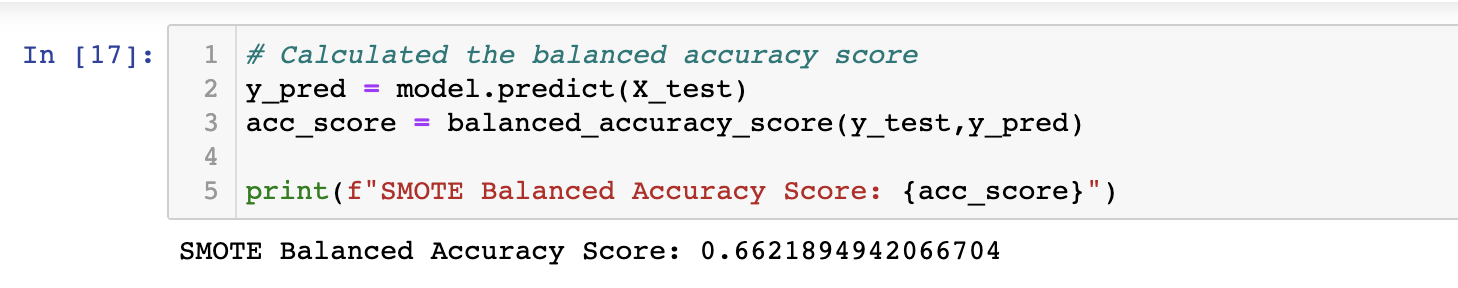 In [17]:
1 # Calculated the balanced accuracy score
2 y_pred = model.predict(X_test)
3 acc_score = balanced_accuracy_score(y_test,y_pred)
4
5 print(f"SMOTE Balanced Accuracy Score: {acc_score}")
SMOTE Balanced Accuracy Score: 0.6621894942066704